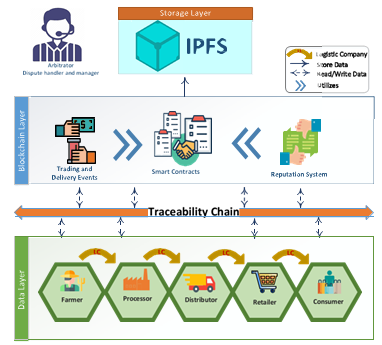 Storage Layer
IPFS
Arbitrator
Dispute handler and manager
LC
Logistic Company
Store Data
Read/Write Data
Utilizes
Blockchain Layer
Trading and
Delivery Events
Smart Contracts
Reputation System
Traceability Chain
Data Layer
LC
LC
LC
LC
Farmer
Processor
Distributor
Retailer
Consumer